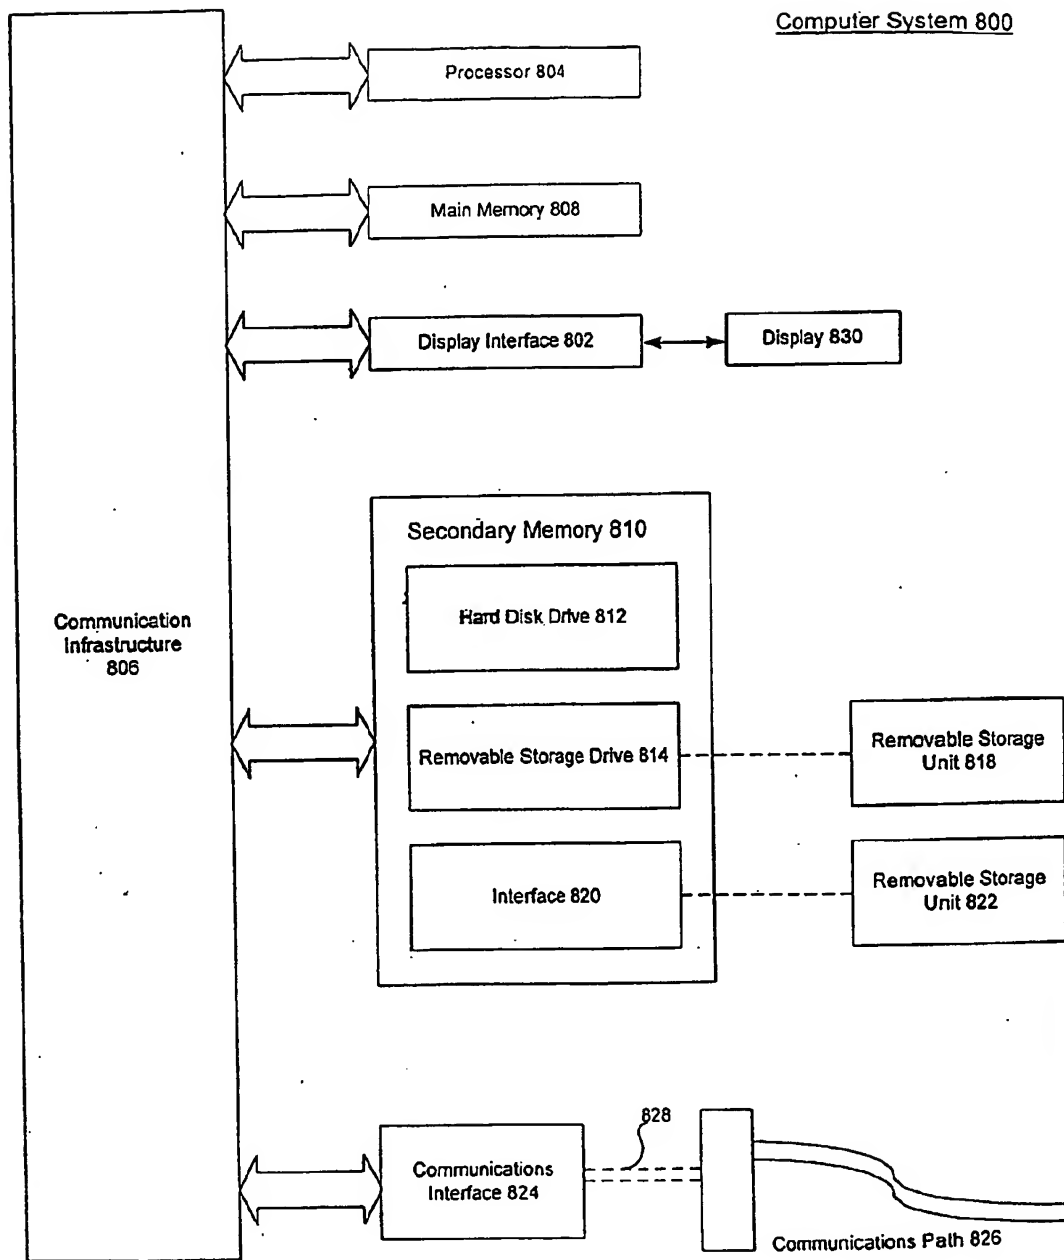 Computer System 800
Processor 804
Main Memory 808
Display Interface 802
Display 830
Secondary Memory 810
Hard Disk Drive 812
Communication
Infrastructure
806
Removable Storage Drive 814
Removable Storage
Unit 818
Interface 820
Removable Storage
Unit 822
828
Communications
Interface 824
Communications Path 826